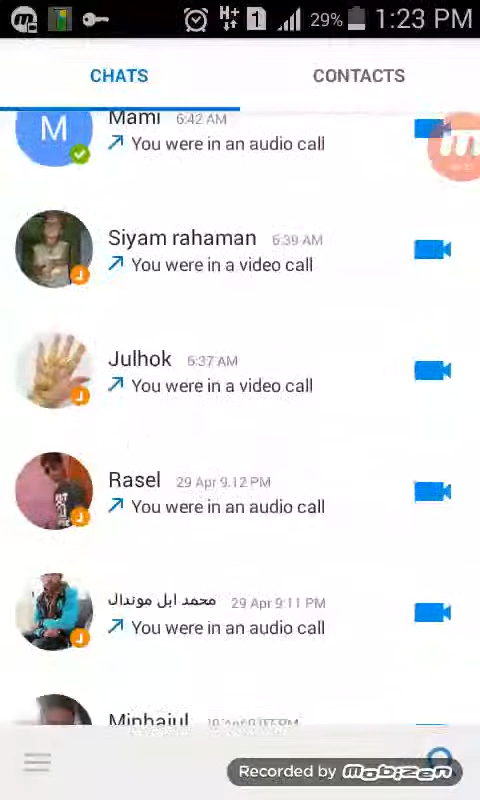 29% 1:23 PM
CHATS CONTACTS
Mami 6:42 AM
You were in an audio call
Siyam rahaman 6:39 AM
You were in a video call
Julhok 6:37 AM
You were in a video call
Rasel 29 Apr 9.12 PM
You were in an audio call
محمد ابل موندال 29 Apr 9:11 PM
You were in an audio call
Minhajul
Recorded by Mobizen